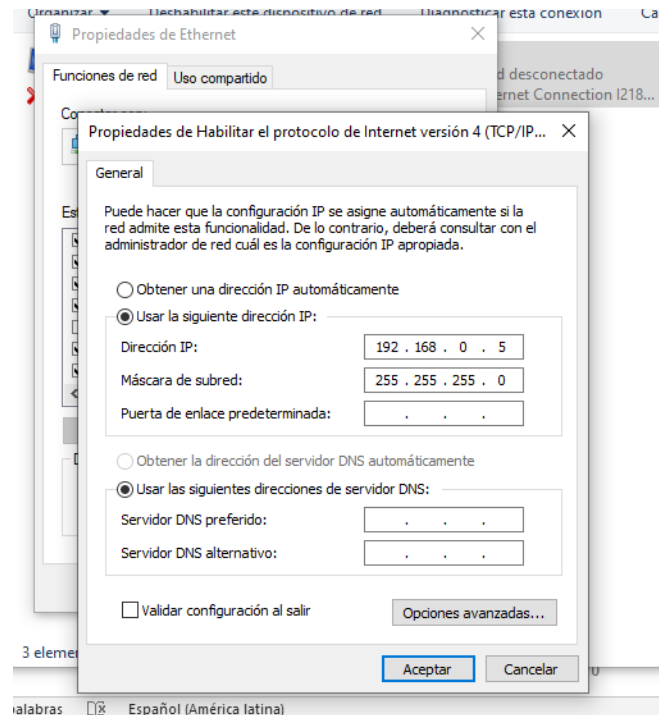 Organizar Deshabilitar este dispositivo de red Diagnosticar esta conexión
Propiedades de Ethernet
Funciones de red Uso compartido
desconectado
Connection I218...
Propiedades de Habilitar el protocolo de Internet versión 4 (TCP/IP...
General
Puede hacer que la configuración IP se asigne automáticamente si la
red admite esta funcionalidad. De lo contrario, deberá consultar con el
administrador de red cuál es la configuración IP apropiada.
Obtener una dirección IP automáticamente
Usar la siguiente dirección IP:
Dirección IP: 192 . 168 . 0 . 5
Máscara de subred: 255 . 255 . 255 . 0
Puerta de enlace predeterminada: . . .
Obtener la dirección del servidor DNS automáticamente
Usar las siguientes direcciones de servidor DNS:
Servidor DNS preferido: . . .
Servidor DNS alternativo: . . .
Validar configuración al salir Opciones avanzadas...
3
Aceptar Cancelar
Español (América latina)